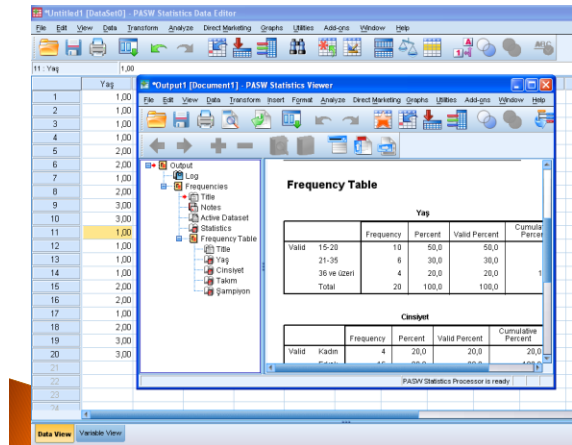 *Untitled1 [DataSet0] - PASW Statistics Data Editor
File Edit View Data Transform Analyze Direct Marketing Graphs Utilities Add-ons Window Help
11 : Yaş 1,00
Yaş
1 1,00
2 1,00
3 1,00
4 1,00
5 2,00
6 2,00
7 1,00
8 2,00
9 3,00
10 3,00
11 1,00
12 1,00
13 1,00
14 1,00
15 2,00
16 2,00
17 1,00
18 2,00
19 3,00
20 3,00
21
22
23
24
Data View Variable View
*Output1 [Document1] - PASW Statistics Viewer
File Edit View Data Transform Insert Format Analyze Direct Marketing Graphs Utilities Add-ons Window Help
Output
Log
Frequencies
Title
Notes
Active Dataset
Statistics
Frequency Table
Title
Yaş
Cinsiyet
Takım
Şampiyon
Frequency Table
Yaş
Frequency Percent Valid Percent
Valid 15-20 10 50,0 50,0
21-35 6 30,0 30,0
36 ve üzeri 4 20,0 20,0
Total 20 100,0 100,0
Cinsiyet
Frequency Percent Valid Percent Cumulative Percent
Valid Kadın 4 20,0 20,0 20,0
PASW Statistics Processor is ready